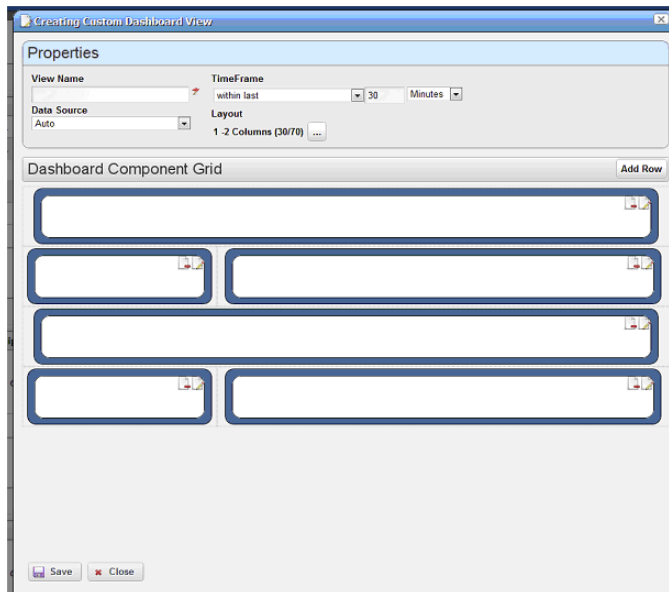 Creating Custom Dashboard View
Properties
View Name
TimeFrame
within last 30 Minutes
Data Source
Auto
Layout
1 -2 Columns (30/70) ...
Dashboard Component Grid
Add Row
Save
Close